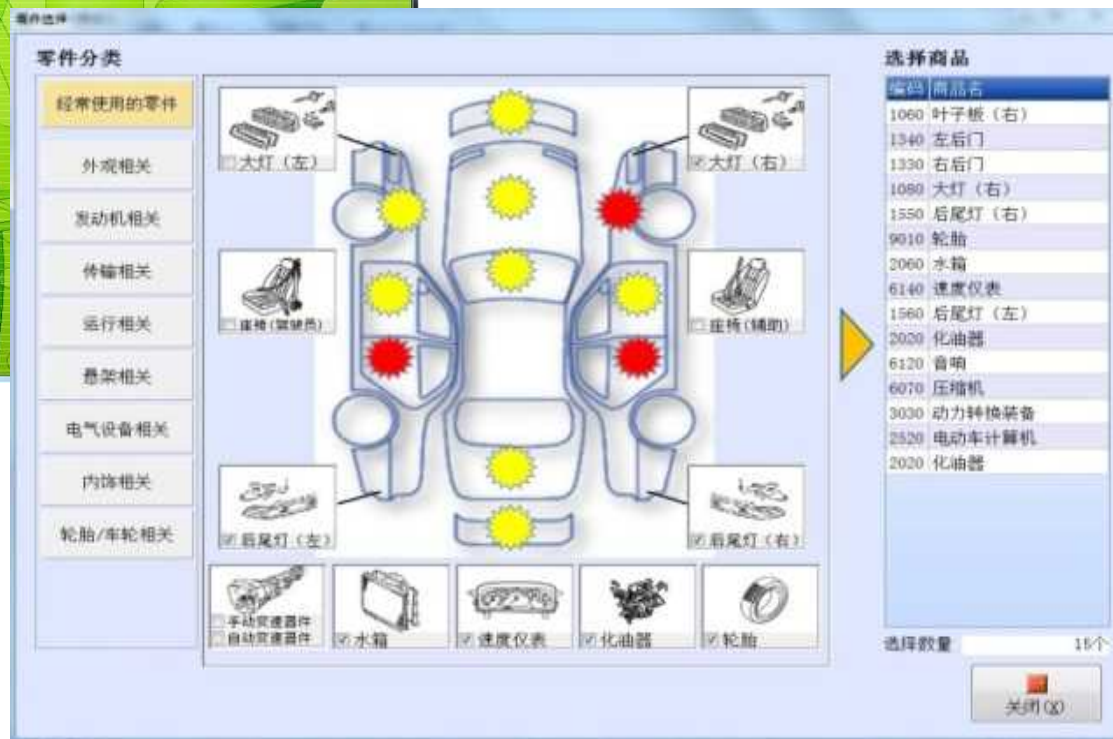 零件选择
零件分类
经常使用的零件
外观相关
发动机相关
传输相关
运行相关
悬架相关
电气设备相关
内饰相关
轮胎/车轮相关
大灯（左）
大灯（右）
座椅(驾驶员)
座椅(辅助)
后尾灯（左）
后尾灯（右）
手动变速器件
自动变速器件
水箱
速度仪表
化油器
轮胎
选择商品
编码 商品名
1060 叶子板（右）
1340 左后门
1330 右后门
1080 大灯（右）
1550 后尾灯（右）
9010 轮胎
2060 水箱
6140 速度仪表
1560 后尾灯（左）
2020 化油器
6120 音响
6070 压缩机
3030 动力转换装备
2520 电动车计算机
2020 化油器
选择数量 15个
关闭(X)